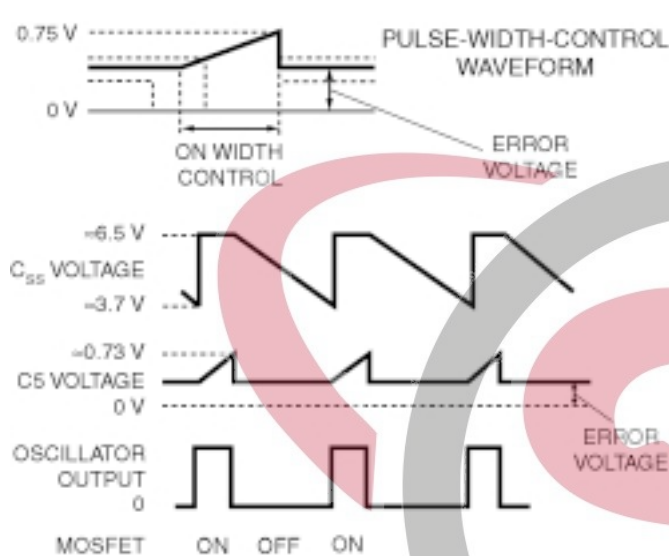 0.75 V
PULSE-WIDTH-CONTROL
WAVEFORM
0 V
ON WIDTH
CONTROL
ERROR
VOLTAGE
≈6.5 V
CSS VOLTAGE
≈3.7 V
≈0.73 V
C5 VOLTAGE
0 V
ERROR
VOLTAGE
OSCILLATOR
OUTPUT
0
MOSFET ON OFF ON